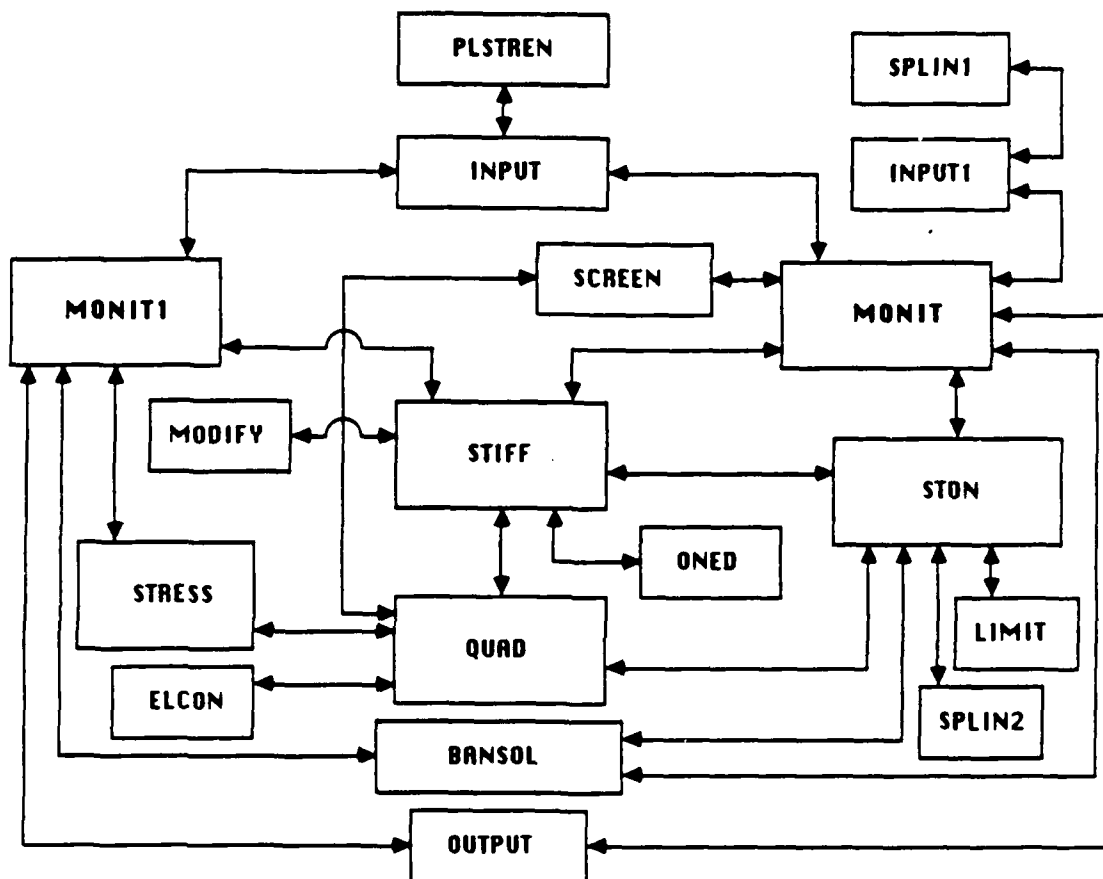 PLSTREN
SPLIN1
INPUT
INPUT1
SCREEN
MONIT1
MONIT
MODIFY
STIFF
STON
ONED
STRESS
QUAD
LIMIT
ELCON
SPLIN2
BANSOL
OUTPUT